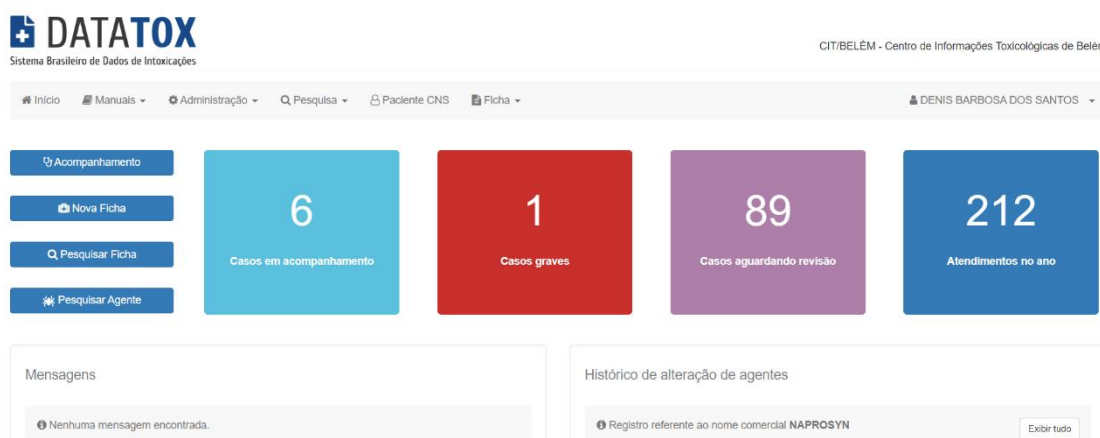 DATATOX
Sistema Brasileiro de Dados de Intoxicações
CIT/BELÉM - Centro de Informações Toxicológicas de Belé
Início Manuais Administração Pesquisa Paciente CNS Ficha DENIS BARBOSA DOS SANTOS
Acompanhamento
Nova Ficha
Pesquisar Ficha
Pesquisar Agente
6
Casos em acompanhamento
1
Casos graves
89
Casos aguardando revisão
212
Atendimentos no ano
Mensagens
Nenhuma mensagem encontrada.
Histórico de alteração de agentes
Registro referente ao nome comercial NAPROSYN
Exibir tudo